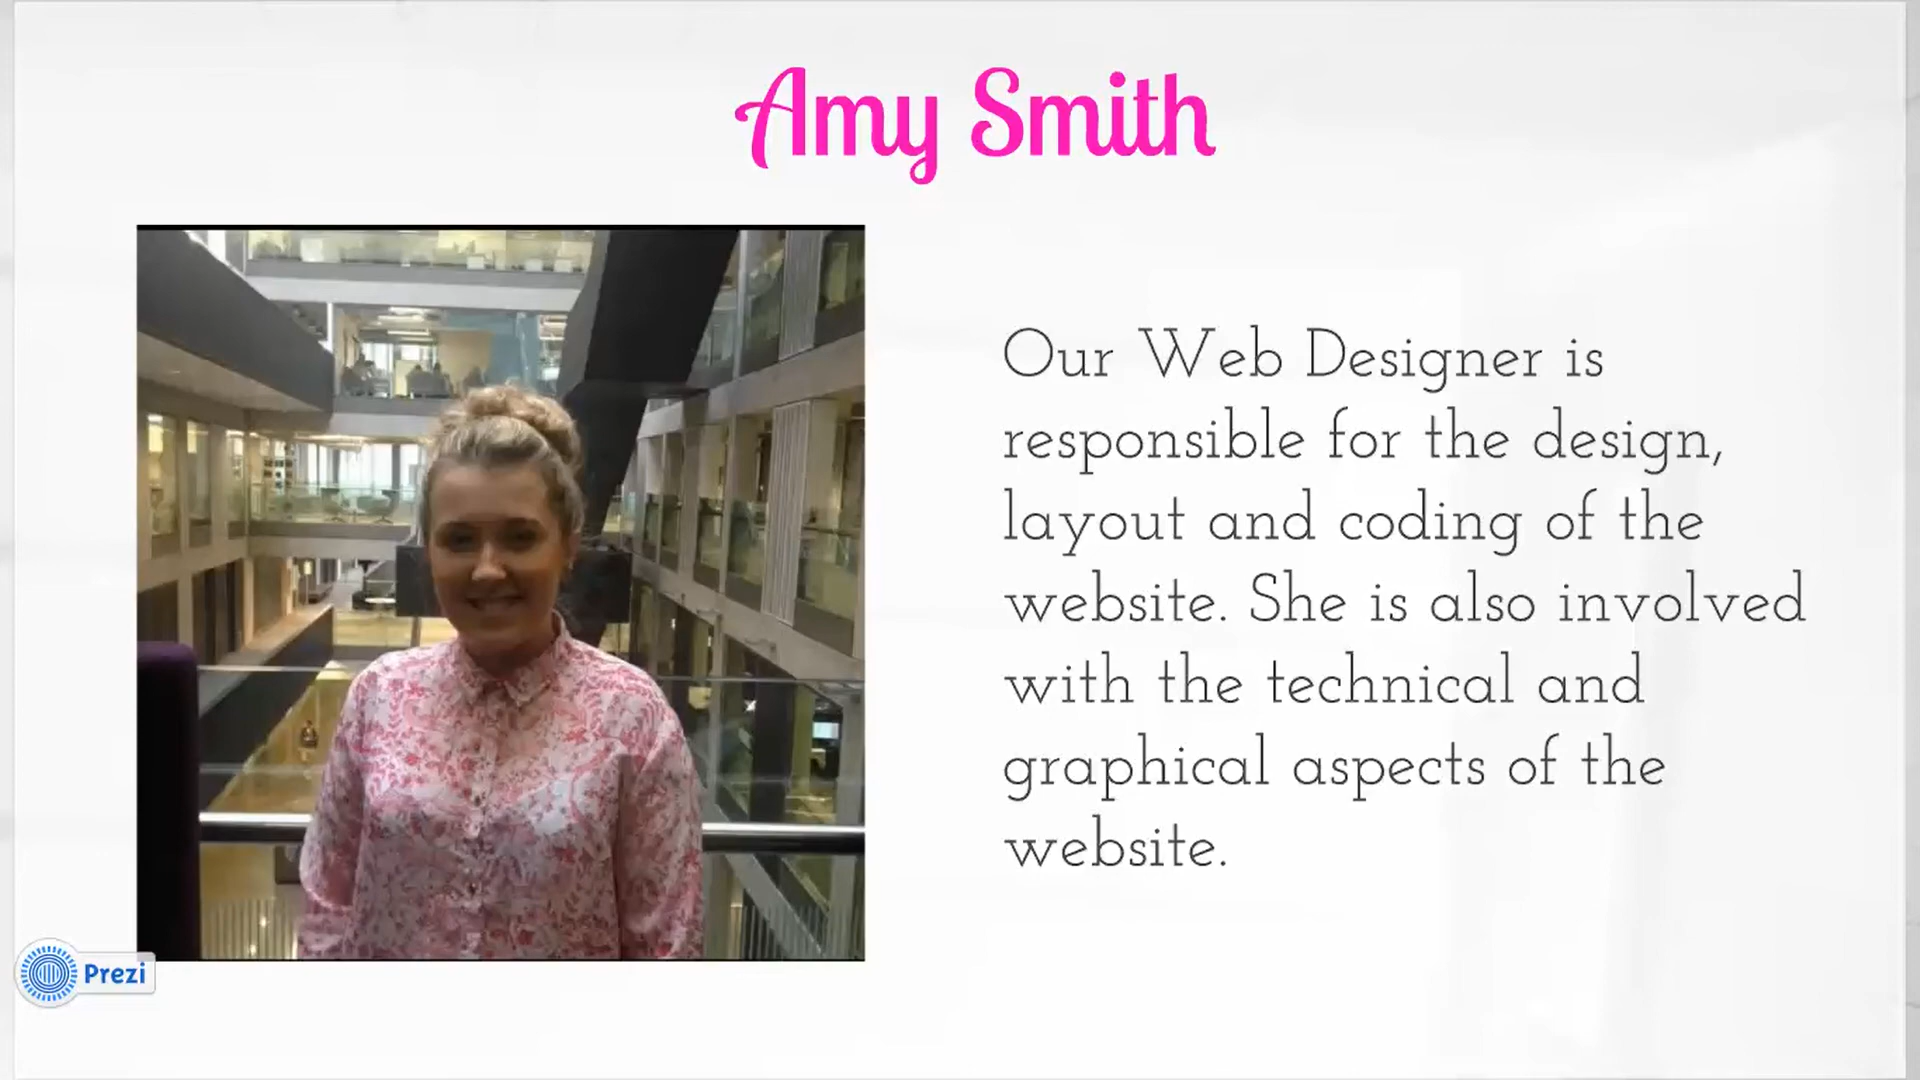 Amy Smith
Our Web Designer is
responsible for the design,
layout and coding of the
website. She is also involved
with the technical and
graphical aspects of the
website.
Prezi